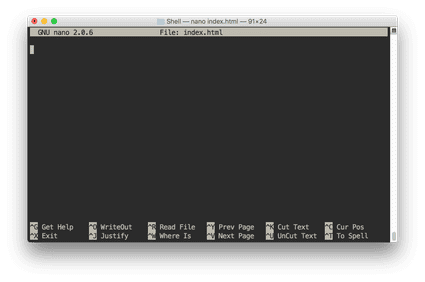 Shell — nano index.html — 91×24
GNU nano 2.0.6 File: index.html
^G Get Help ^O WriteOut ^R Read File ^Y Prev Page ^K Cut Text ^C Cur Pos
^X Exit ^J Justify ^W Where Is ^V Next Page ^U UnCut Text ^T To Spell